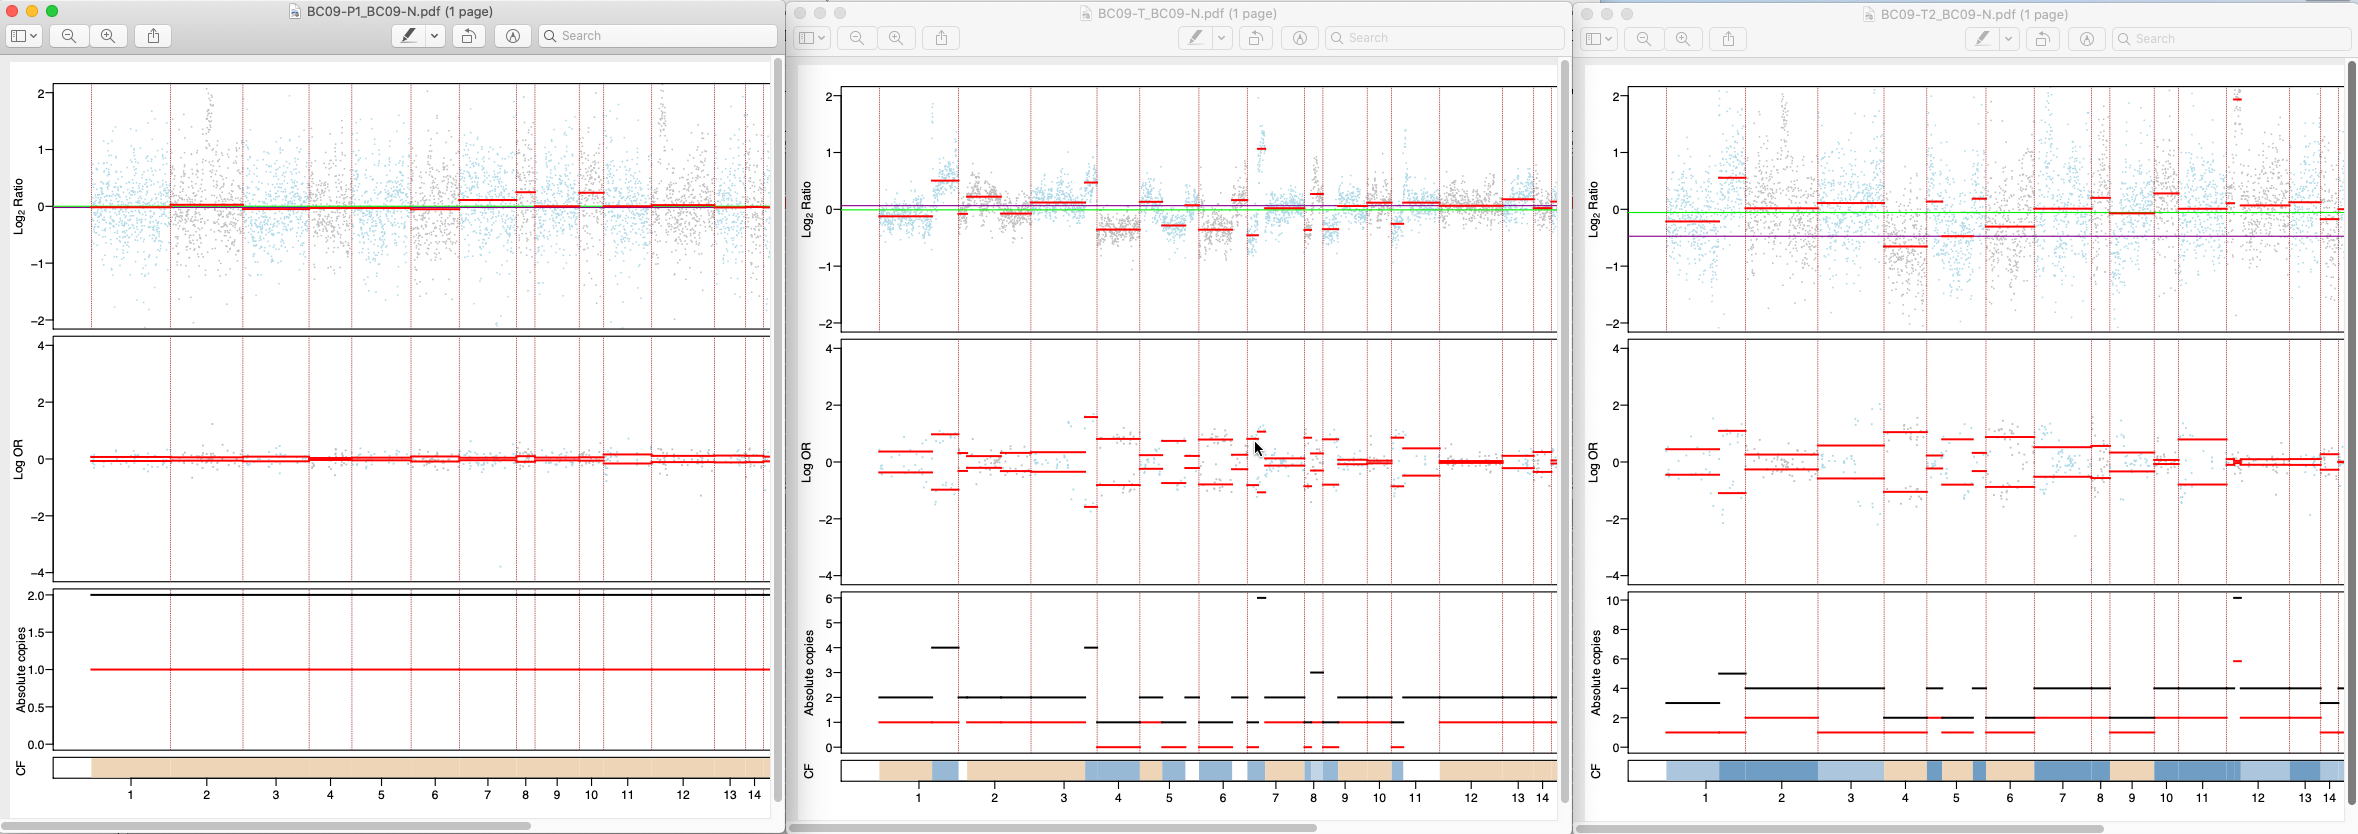 BC09-P1_BC09-N.pdf (1 page)
Search
2
1
0
−1
−2
Log2 Ratio
4
2
0
−2
−4
Log OR
2.0
1.5
1.0
0.5
0.0
Absolute copies
CF
1 2 3 4 5 6 7 8 9 10 11 12 13 14
BC09-T_BC09-N.pdf (1 page)
Search
2
1
0
−1
−2
Log2 Ratio
4
2
0
−2
−4
Log OR
6
5
4
3
2
1
0
Absolute copies
CF
1 2 3 4 5 6 7 8 9 10 11 12 13 14
BC09-T2_BC09-N.pdf (1 page)
Search
2
1
0
−1
−2
Log2 Ratio
4
2
0
−2
−4
Log OR
10
8
6
4
2
0
Absolute copies
CF
1 2 3 4 5 6 7 8 9 10 11 12 13 14